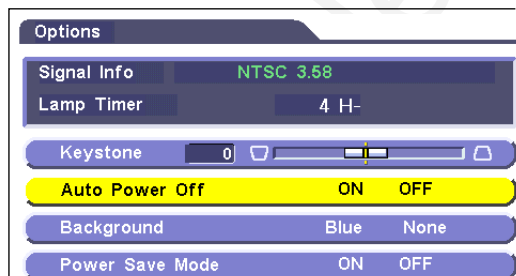 Options
Signal Info NTSC 3.58
Lamp Timer 4 H-
Keystone 0
Auto Power Off ON OFF
Background Blue None
Power Save Mode ON OFF